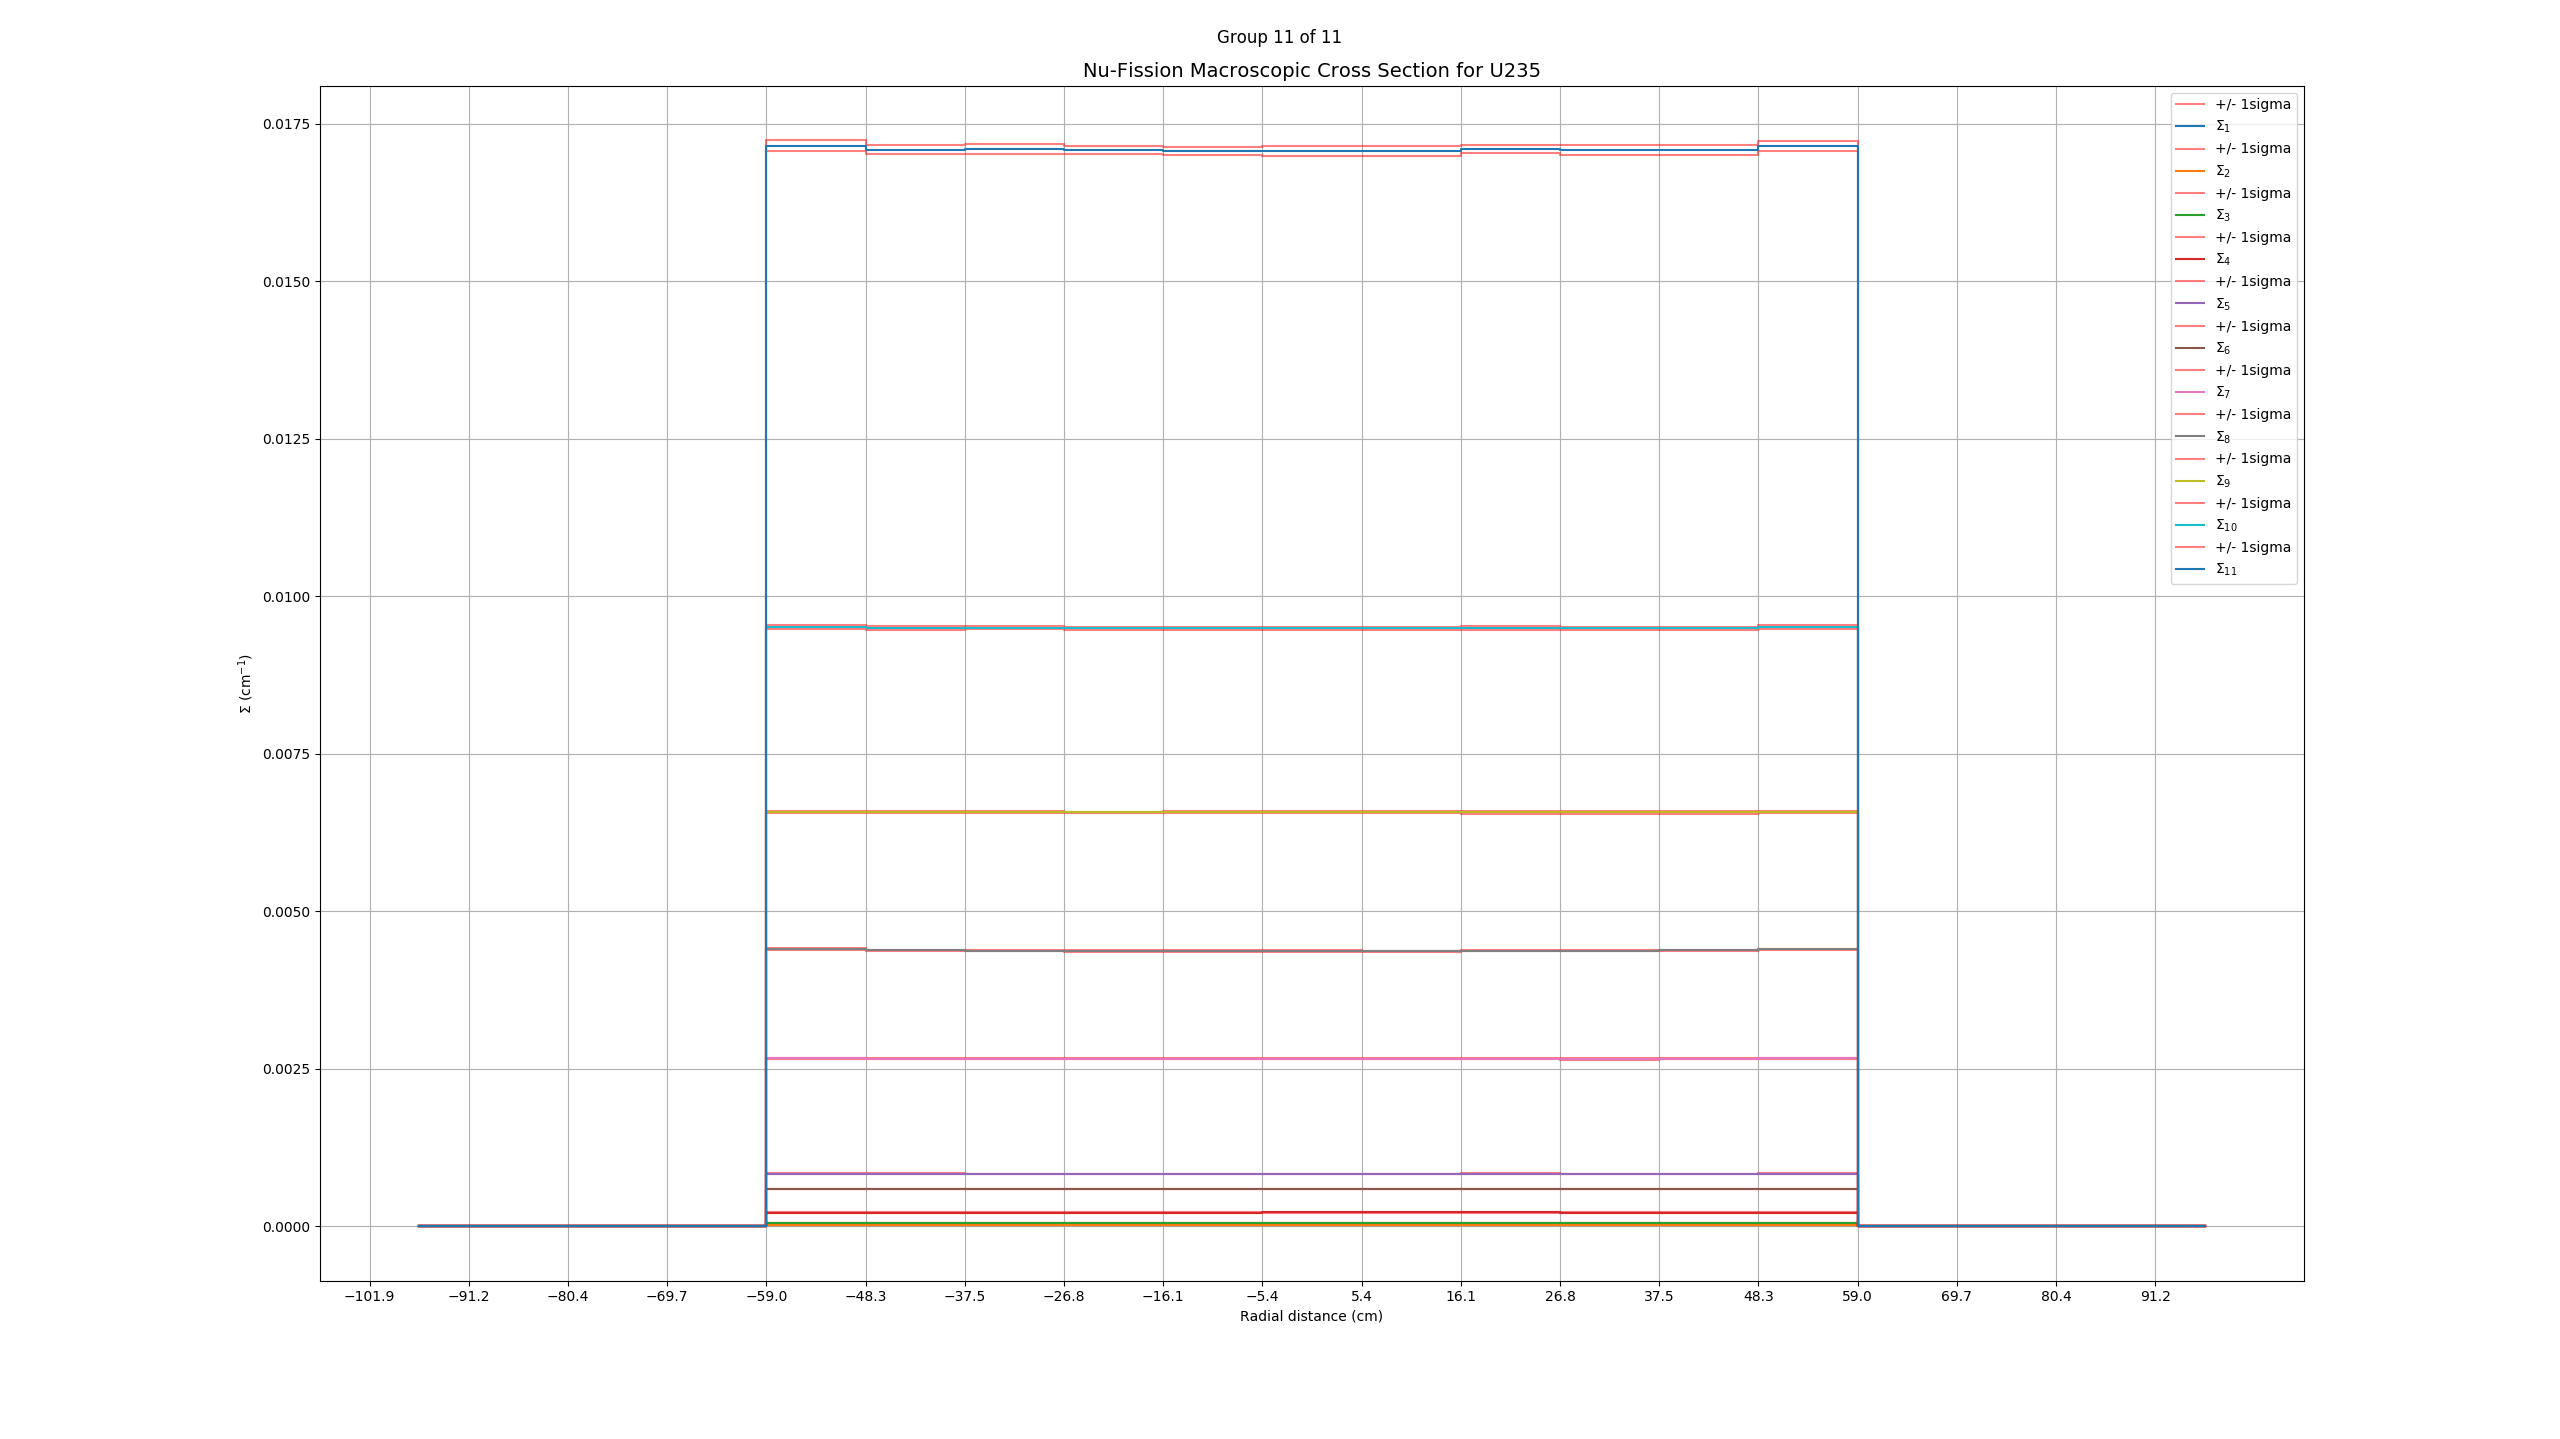 Group 11 of 11
Nu-Fission Macroscopic Cross Section for U235
0.0175
0.0150
0.0125
0.0100
0.0075
0.0050
0.0025
0.0000
Σ (cm⁻¹)
−101.9 −91.2 −80.4 −69.7 −59.0 −48.3 −37.5 −26.8 −16.1 −5.4 5.4 16.1 26.8 37.5 48.3 59.0 69.7 80.4 91.2
Radial distance (cm)
+/- 1sigma
Σ₁
+/- 1sigma
Σ₂
+/- 1sigma
Σ₃
+/- 1sigma
Σ₄
+/- 1sigma
Σ₅
+/- 1sigma
Σ₆
+/- 1sigma
Σ₇
+/- 1sigma
Σ₈
+/- 1sigma
Σ₉
+/- 1sigma
Σ₁₀
+/- 1sigma
Σ₁₁